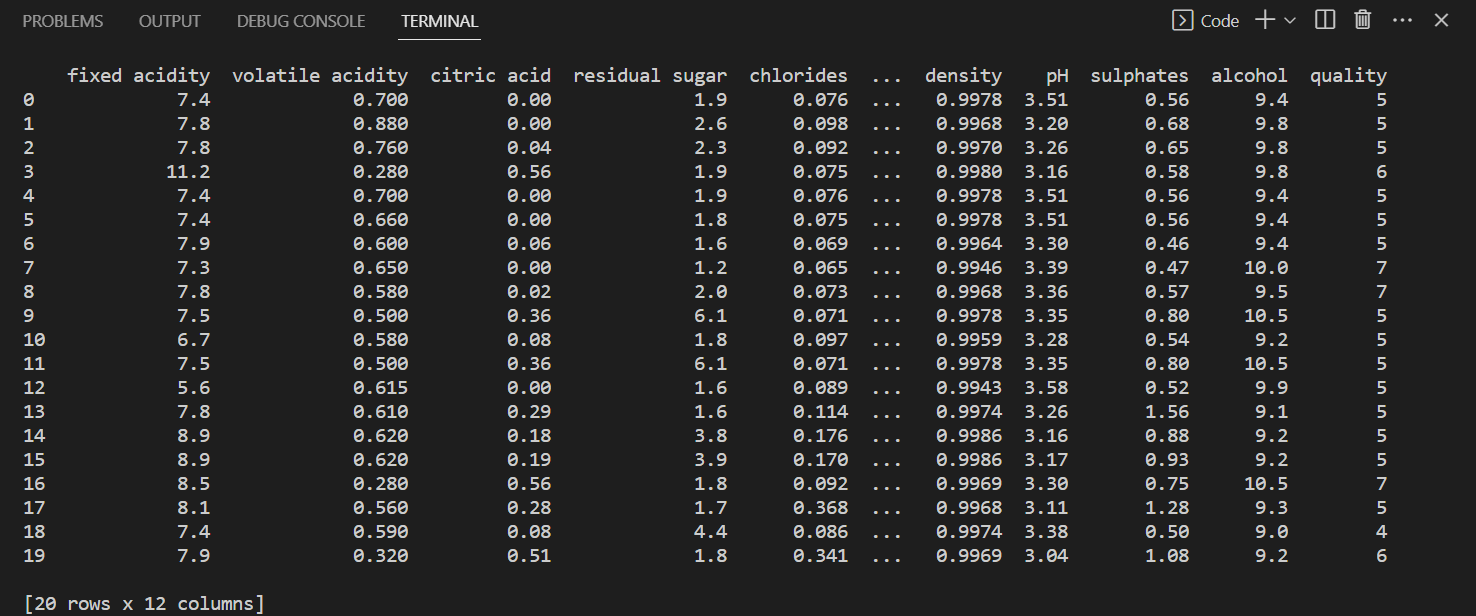 PROBLEMS OUTPUT DEBUG CONSOLE TERMINAL Code
fixed acidity volatile acidity citric acid residual sugar chlorides ... density pH sulphates alcohol quality
0 7.4 0.700 0.00 1.9 0.076 ... 0.9978 3.51 0.56 9.4 5
1 7.8 0.880 0.00 2.6 0.098 ... 0.9968 3.20 0.68 9.8 5
2 7.8 0.760 0.04 2.3 0.092 ... 0.9970 3.26 0.65 9.8 5
3 11.2 0.280 0.56 1.9 0.075 ... 0.9980 3.16 0.58 9.8 6
4 7.4 0.700 0.00 1.9 0.076 ... 0.9978 3.51 0.56 9.4 5
5 7.4 0.660 0.00 1.8 0.075 ... 0.9978 3.51 0.56 9.4 5
6 7.9 0.600 0.06 1.6 0.069 ... 0.9964 3.30 0.46 9.4 5
7 7.3 0.650 0.00 1.2 0.065 ... 0.9946 3.39 0.47 10.0 7
8 7.8 0.580 0.02 2.0 0.073 ... 0.9968 3.36 0.57 9.5 7
9 7.5 0.500 0.36 6.1 0.071 ... 0.9978 3.35 0.80 10.5 5
10 6.7 0.580 0.08 1.8 0.097 ... 0.9959 3.28 0.54 9.2 5
11 7.5 0.500 0.36 6.1 0.071 ... 0.9978 3.35 0.80 10.5 5
12 5.6 0.615 0.00 1.6 0.089 ... 0.9943 3.58 0.52 9.9 5
13 7.8 0.610 0.29 1.6 0.114 ... 0.9974 3.26 1.56 9.1 5
14 8.9 0.620 0.18 3.8 0.176 ... 0.9986 3.16 0.88 9.2 5
15 8.9 0.620 0.19 3.9 0.170 ... 0.9986 3.17 0.93 9.2 5
16 8.5 0.280 0.56 1.8 0.092 ... 0.9969 3.30 0.75 10.5 7
17 8.1 0.560 0.28 1.7 0.368 ... 0.9968 3.11 1.28 9.3 5
18 7.4 0.590 0.08 4.4 0.086 ... 0.9974 3.38 0.50 9.0 4
19 7.9 0.320 0.51 1.8 0.341 ... 0.9969 3.04 1.08 9.2 6
[20 rows x 12 columns]